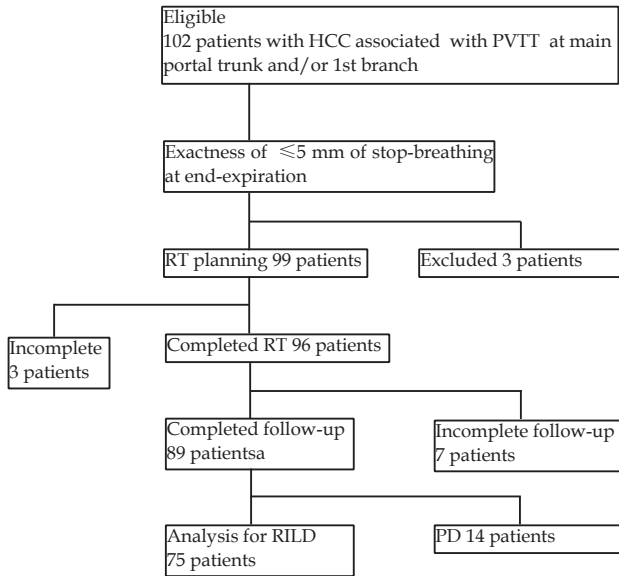 Eligible
102 patients with HCC associated with PVTT at main
portal trunk and/or 1st branch
Exactness of ⩽5 mm of stop-breathing
at end-expiration
RT planning 99 patients
Excluded 3 patients
Incomplete
3 patients
Completed RT 96 patients
Completed follow-up
89 patientsa
Incomplete follow-up
7 patients
Analysis for RILD
75 patients
PD 14 patients